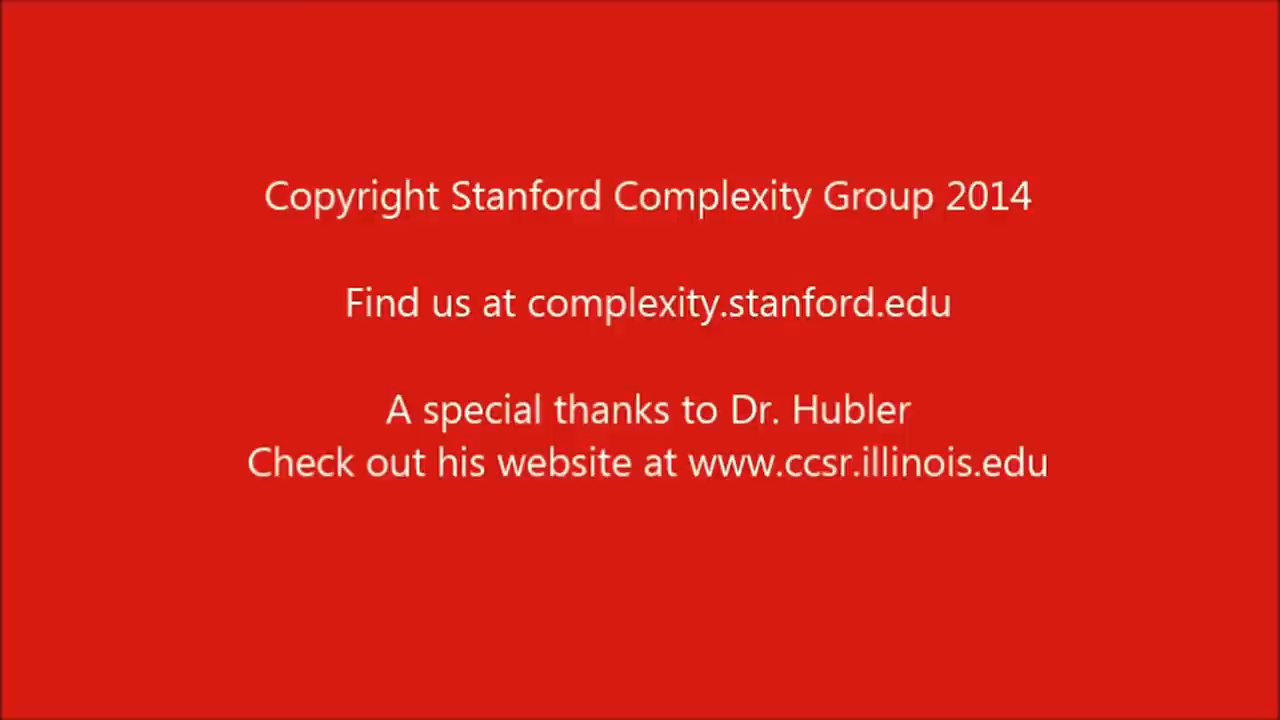 Copyright Stanford Complexity Group 2014
Find us at complexity.stanford.edu
A special thanks to Dr. Hubler
Check out his website at www.ccsr.illinois.edu